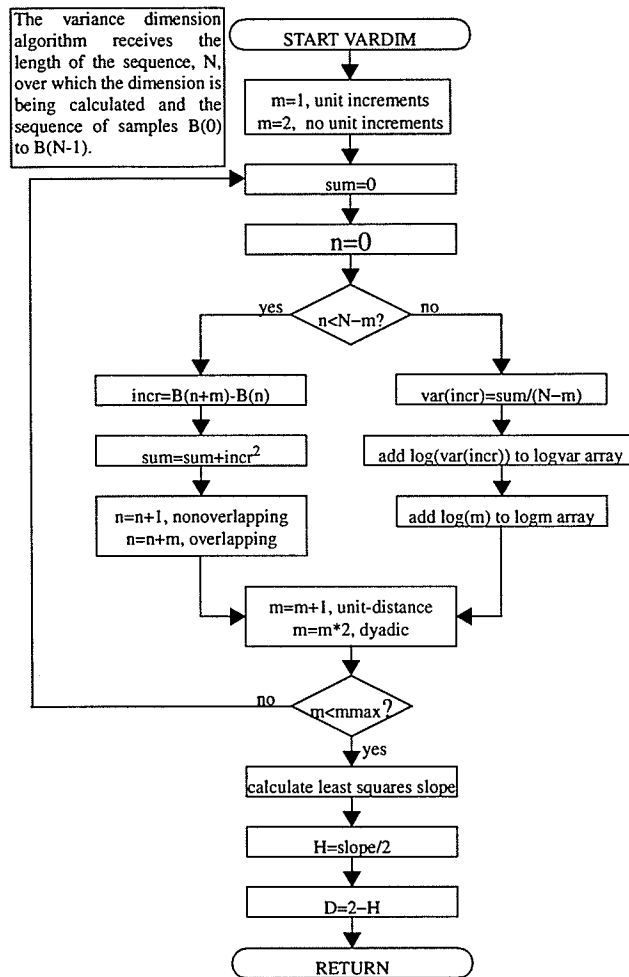 The variance dimension
algorithm receives the
length of the sequence, N,
over which the dimension is
being calculated and the
sequence of samples B(0)
to B(N-1).
START VARDIM
m=1, unit increments
m=2, no unit increments
sum=0
n=0
n<N−m?
yes
no
incr=B(n+m)-B(n)
sum=sum+incr²
n=n+1, nonoverlapping
n=n+m, overlapping
var(incr)=sum/(N−m)
add log(var(incr)) to logvar array
add log(m) to logm array
m=m+1, unit-distance
m=m*2, dyadic
m<mmax?
no
yes
calculate least squares slope
H=slope/2
D=2−H
RETURN